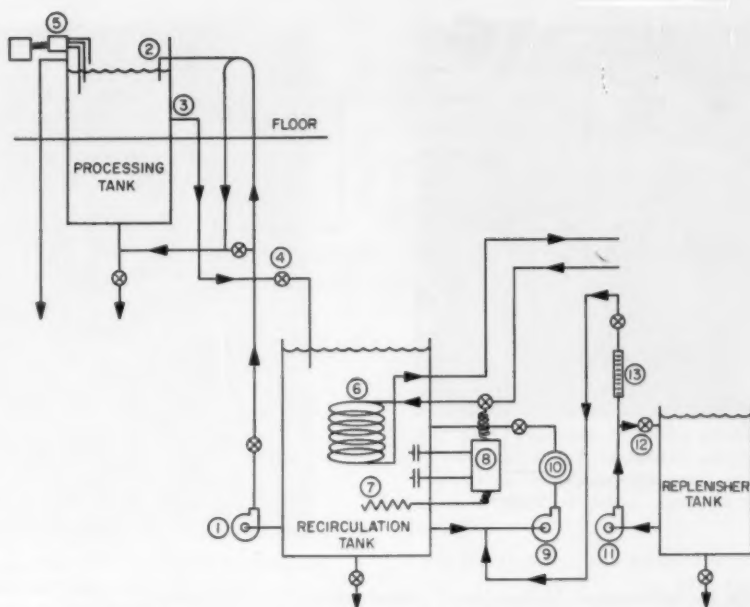 5
2
3
FLOOR
PROCESSING
TANK
4
6
13
12
8
10
7
REPLENISHER
TANK
1
RECIRCULATION
TANK
9
11